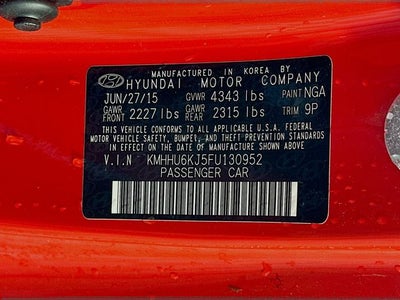 MANUFACTURED IN KOREA BY
HYUNDAI MOTOR COMPANY
JUN/27/15 GVWR 4343 lbs PAINT NGA
GAWR FRONT 2227 lbs GAWR REAR 2315 lbs TRIM 9P
THIS VEHICLE CONFORMS TO ALL APPLICABLE U.S.A. FEDERAL
MOTOR VEHICLE SAFETY, BUMPER, AND THEFT PREVENTION STANDARDS
IN EFFECT ON THE DATE OF MANUFACTURE SHOWN ABOVE.
V.I.N KMHHU6KJ5FU130952
PASSENGER CAR